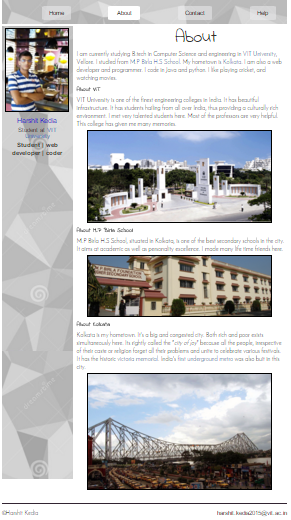 Home About Contact Help
About
Harshit Kedia
Student at VIT
University
Student | web
developer | coder
I am currently studying B.tech in Computer Science and engineering in VIT University,
Vellore. I studied from M.P Birla H.S School. My hometown is Kolkata. I am also a web
developer and programmer. I code in Java and python. I like playing cricket, and
watching movies.
About VIT
VIT University is one of the finest engineering colleges in India. It has beautiful
infrastructure. It has students hailing from all over India, thus providing a culturally rich
environment. I met very talented students here. Most of the professors are very helpful.
This college has given me many memories.
About M.P Birla School
M.P Birla H.S School, situated in Kolkata, is one of the best secondary schools in the city.
It aims at academic as well as personality excellence. I made many life time friends here.
M.P. BIRLA FOUNDATION
HIGHER SECONDARY SCHOOL
About Kolkata
Kolkata is my hometown. It's a big and congested city. Both rich and poor exists
simultaneously here. Its rightly called the "city of joy" because all the people, irrespective
of their caste or religion forget all their problems and unite to celebrate various festivals.
It has the historic victoria memorial. India's first underground metro was also built in this
city.
©Harshit Kedia harshit.kedia2015@vit.ac.in